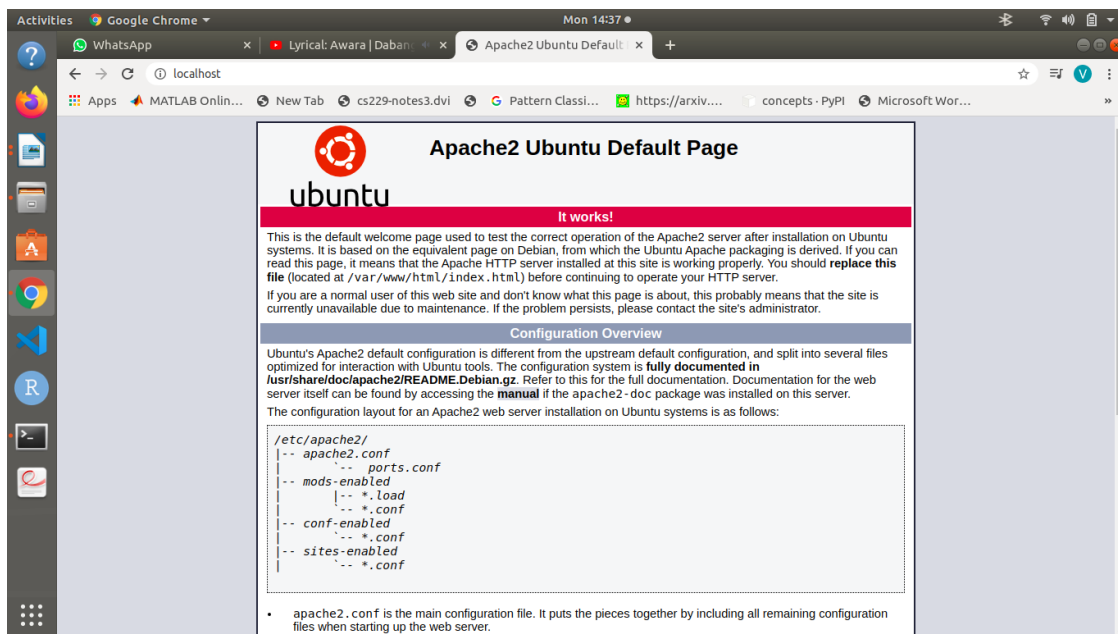 Activities Google Chrome Mon 14:37
WhatsApp × Lyrical: Awara | Daban × Apache2 Ubuntu Default × +
localhost V
Apps MATLAB Onlin... New Tab cs229-notes3.dvi G Pattern Classi... https://arxiv.... concepts · PyPI Microsoft Wor... »
Apache2 Ubuntu Default Page
ubuntu
It works!
This is the default welcome page used to test the correct operation of the Apache2 server after installation on Ubuntu
systems. It is based on the equivalent page on Debian, from which the Ubuntu Apache packaging is derived. If you can
read this page, it means that the Apache HTTP server installed at this site is working properly. You should replace this
file (located at /var/www/html/index.html) before continuing to operate your HTTP server.
If you are a normal user of this web site and don't know what this page is about, this probably means that the site is
currently unavailable due to maintenance. If the problem persists, please contact the site's administrator.
Configuration Overview
Ubuntu's Apache2 default configuration is different from the upstream default configuration, and split into several files
optimized for interaction with Ubuntu tools. The configuration system is fully documented in
/usr/share/doc/apache2/README.Debian.gz. Refer to this for the full documentation. Documentation for the web
server itself can be found by accessing the manual if the apache2-doc package was installed on this server.
The configuration layout for an Apache2 web server installation on Ubuntu systems is as follows:
/etc/apache2/
|-- apache2.conf
|       `--  ports.conf
|-- mods-enabled
|       |-- *.load
|       `-- *.conf
|-- conf-enabled
|       `-- *.conf
|-- sites-enabled
|       `-- *.conf
• apache2.conf is the main configuration file. It puts the pieces together by including all remaining configuration
files when starting up the web server.